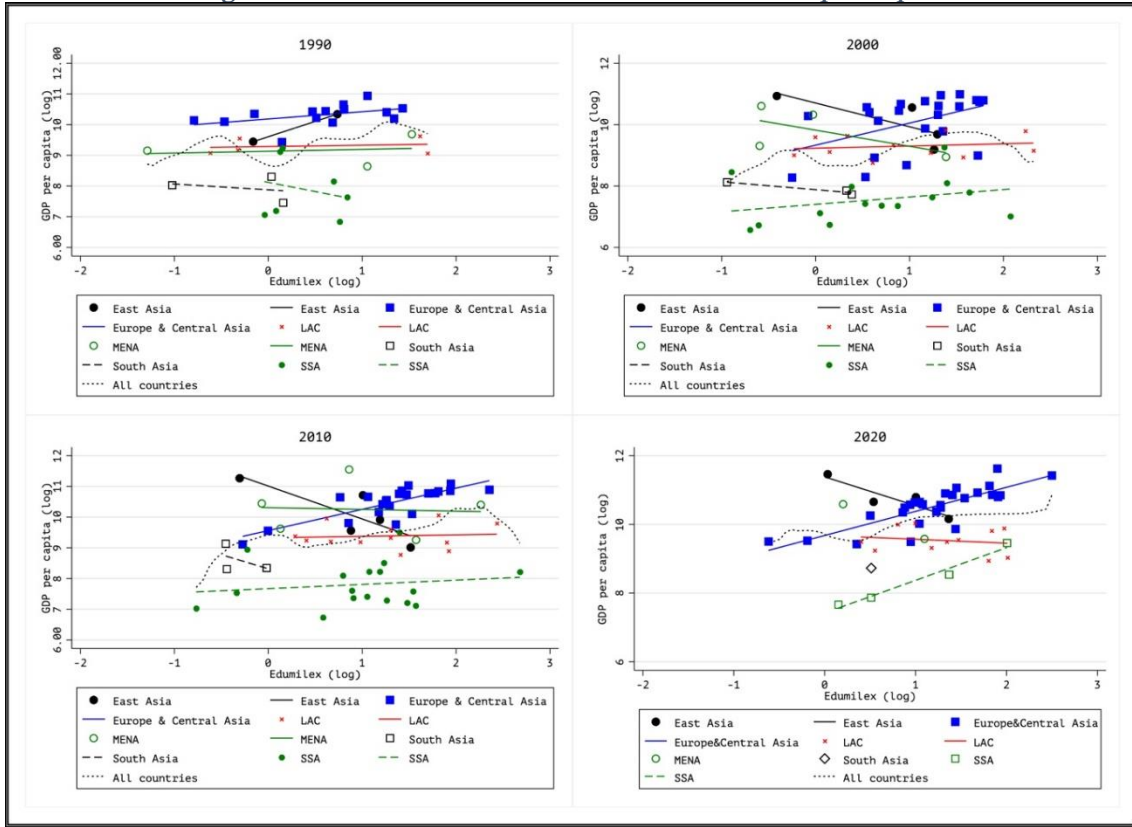 1990
GDP per capita (log)
6.00 7 8 9 10 11 12.00
-2 -1 0 1 2 3
Edumilex (log)
East Asia East Asia Europe & Central Asia
Europe & Central Asia LAC LAC
MENA MENA South Asia
South Asia SSA SSA
All countries
2000
GDP per capita (log)
6 8 10 12
-2 -1 0 1 2 3
Edumilex (log)
East Asia East Asia Europe & Central Asia
Europe & Central Asia LAC LAC
MENA MENA South Asia
South Asia SSA SSA
All countries
2010
GDP per capita (log)
6.00 7 8 9 10 11 12
-2 -1 0 1 2 3
Edumilex (log)
East Asia East Asia Europe & Central Asia
Europe & Central Asia LAC LAC
MENA MENA South Asia
South Asia SSA SSA
All countries
2020
GDP per capita (log)
6 8 10 12
-2 -1 0 1 2 3
Edumilex (log)
East Asia East Asia Europe&Central Asia
Europe&Central Asia LAC LAC
MENA South Asia SSA
SSA All countries